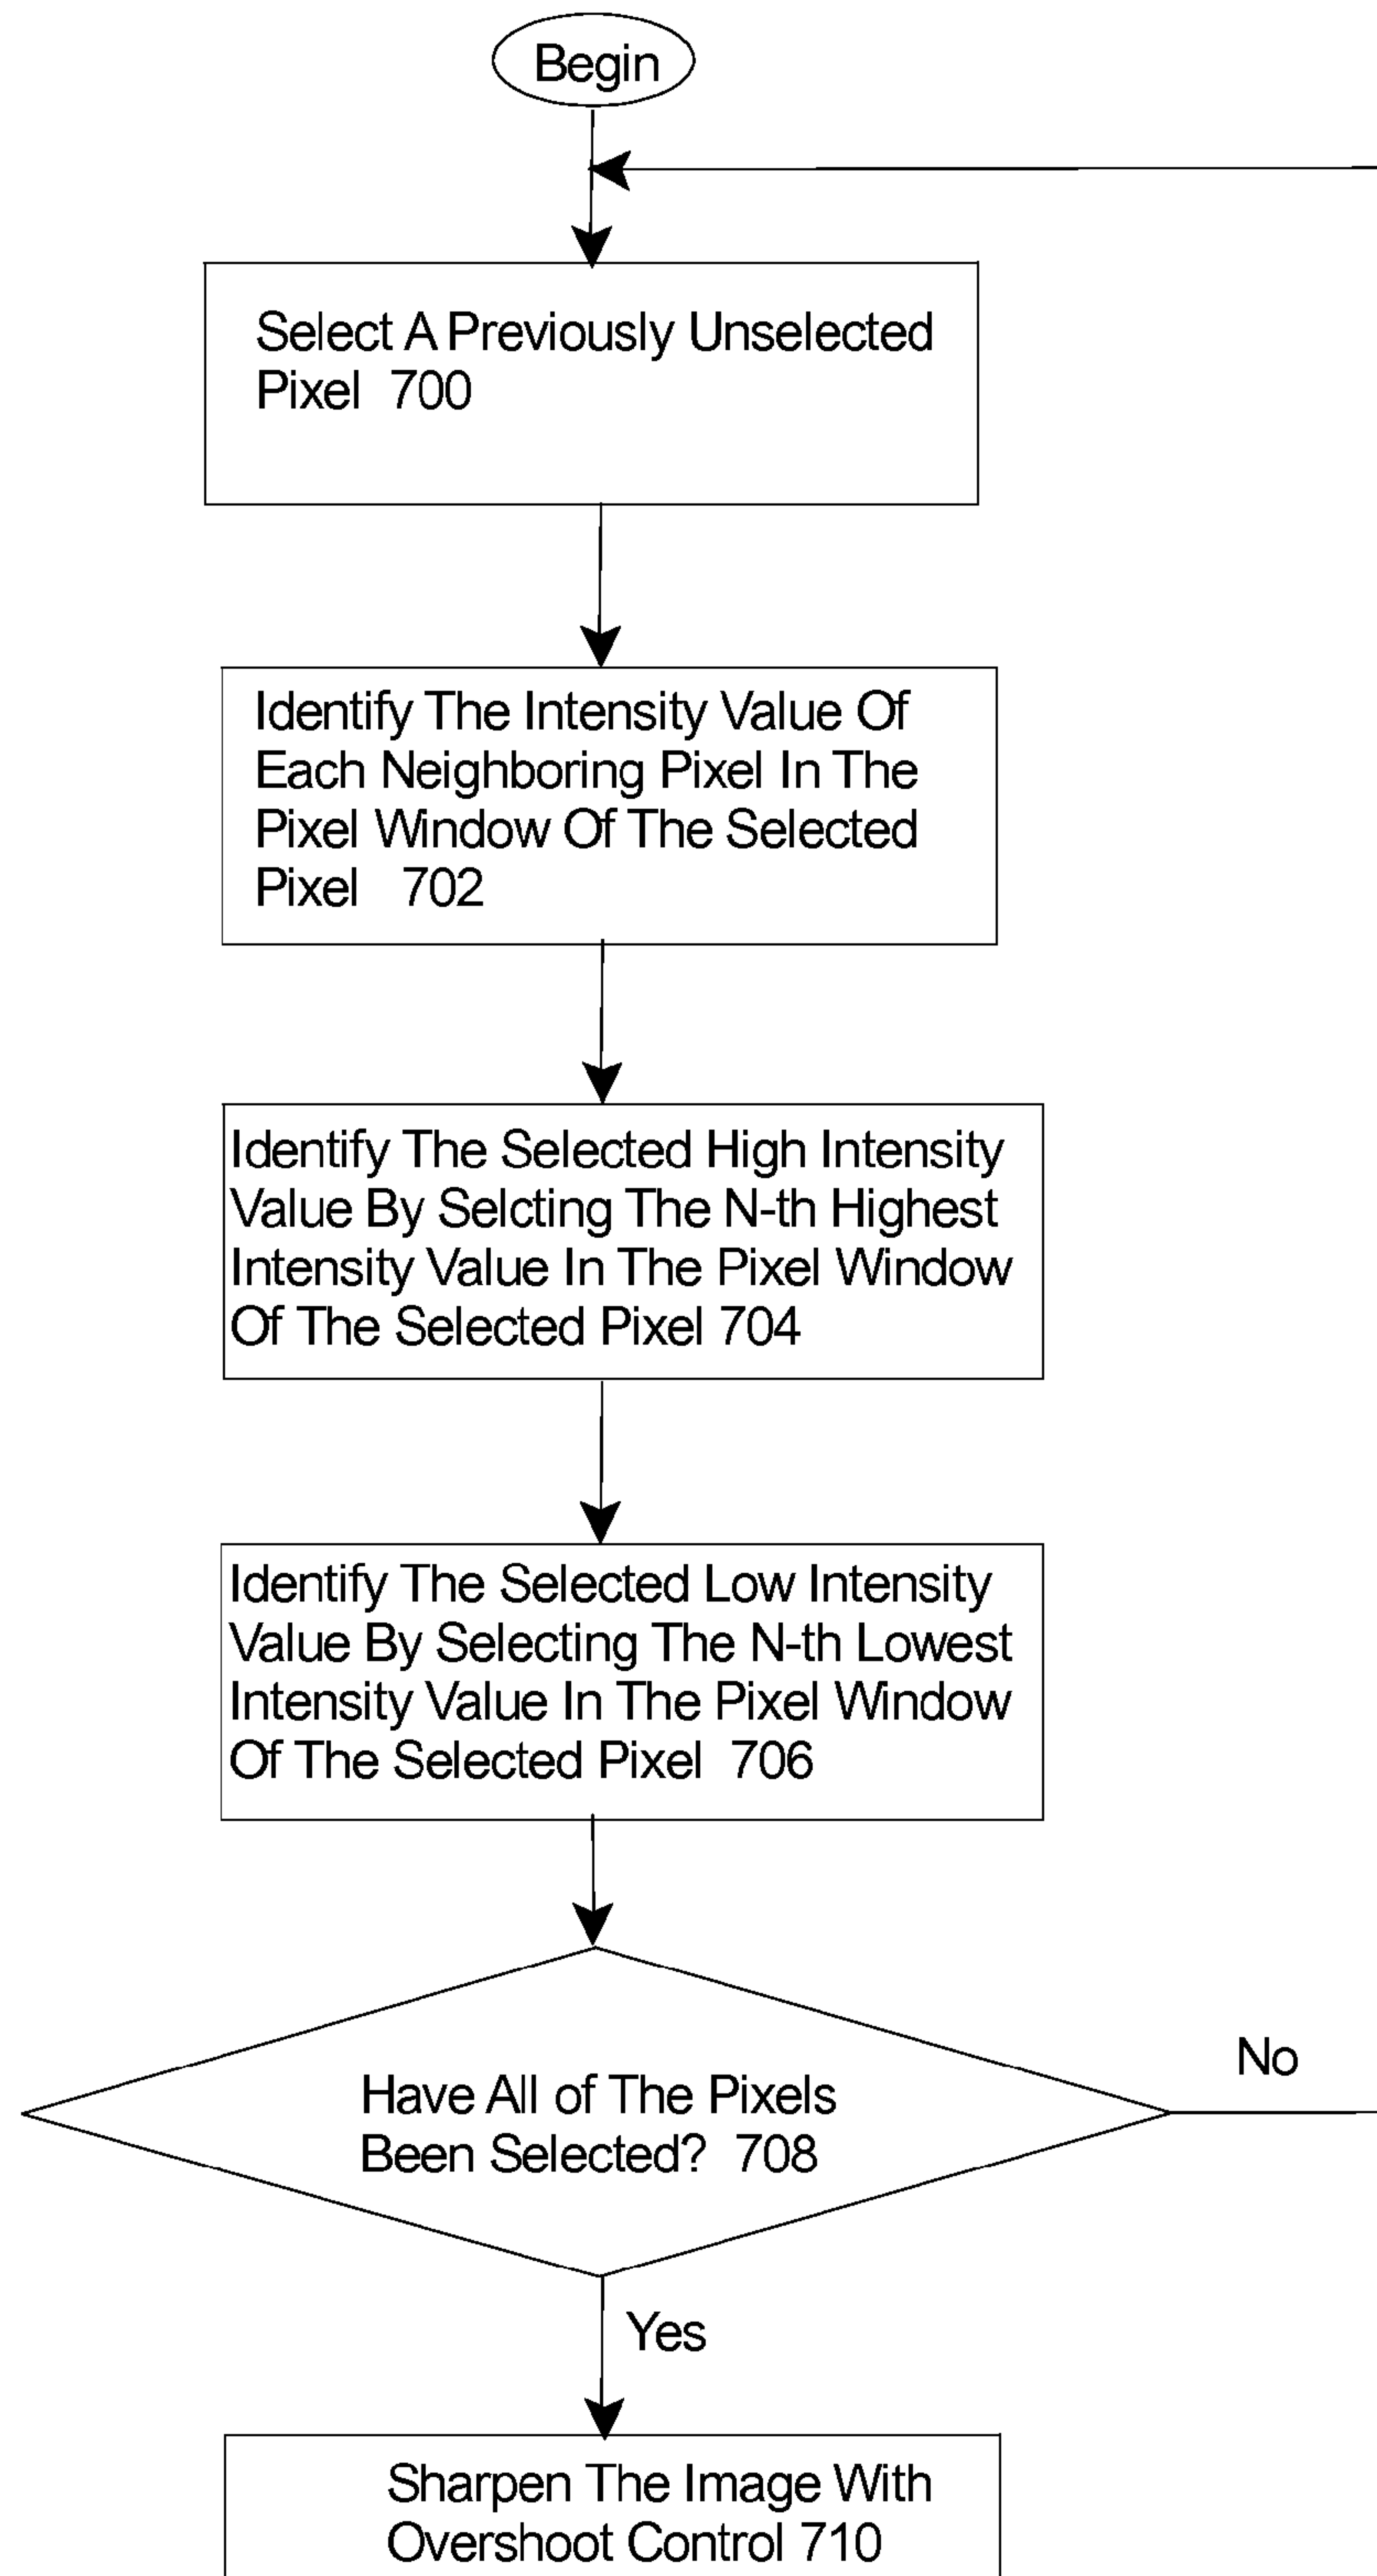 Begin
Select A Previously Unselected
Pixel 700
Identify The Intensity Value Of
Each Neighboring Pixel In The
Pixel Window Of The Selected
Pixel 702
Identify The Selected High Intensity
Value By Selcting The N-th Highest
Intensity Value In The Pixel Window
Of The Selected Pixel 704
Identify The Selected Low Intensity
Value By Selecting The N-th Lowest
Intensity Value In The Pixel Window
Of The Selected Pixel 706
No
Have All of The Pixels
Been Selected? 708
Yes
Sharpen The Image With
Overshoot Control 710